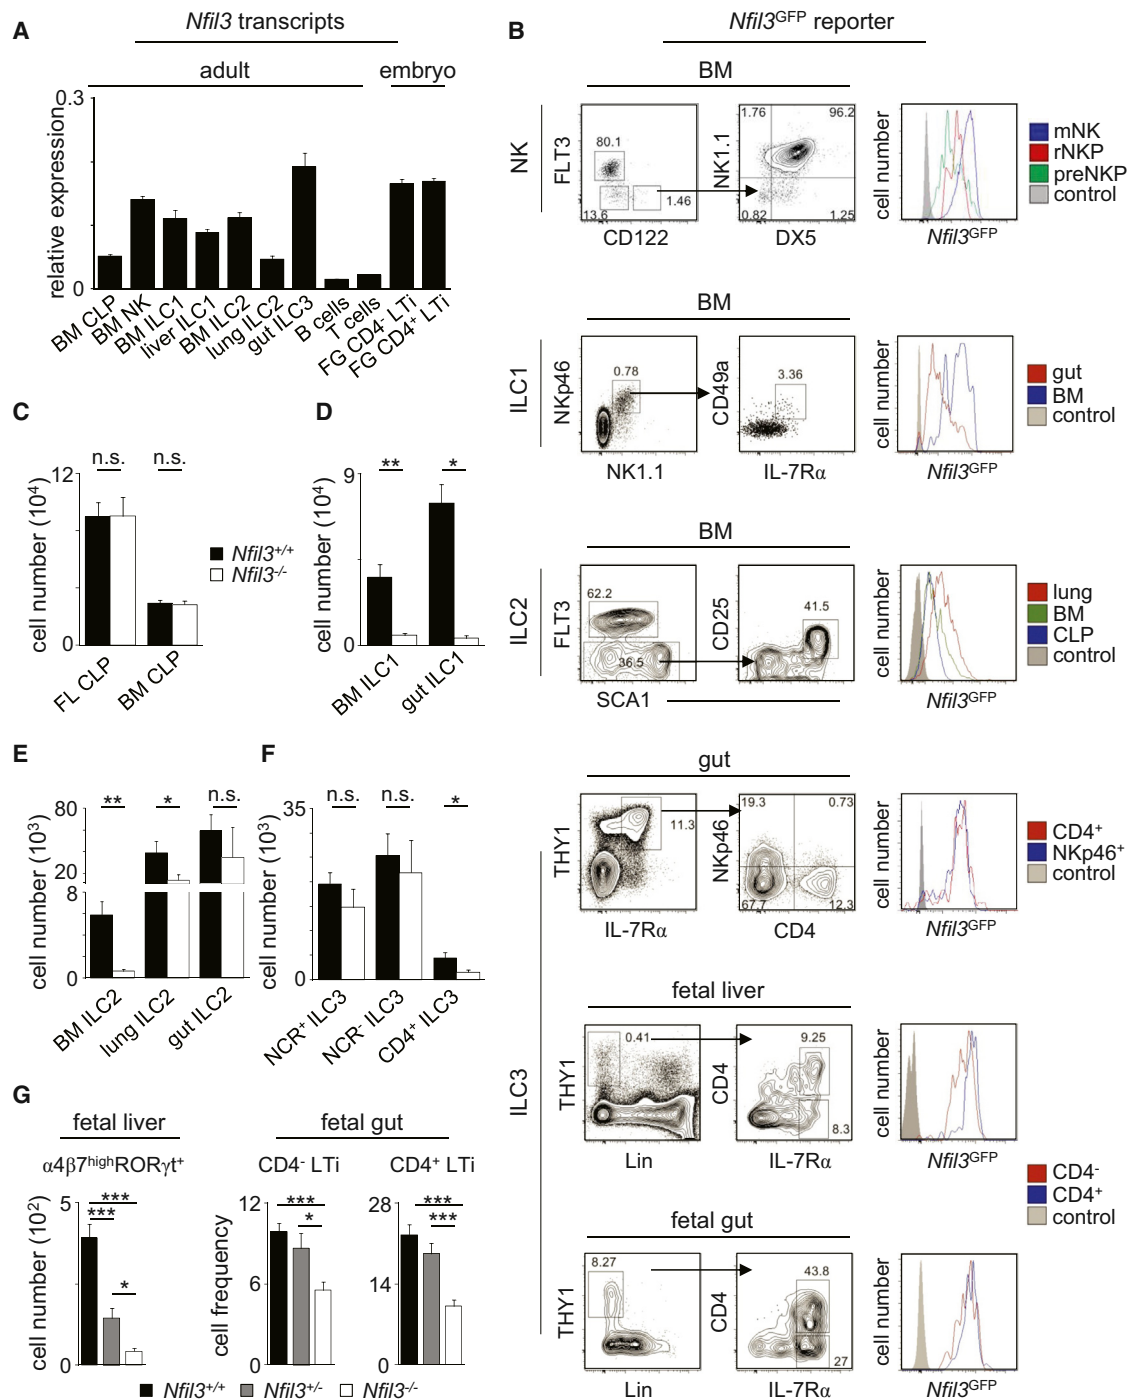 A
Nfil3 transcripts
adult
embryo
relative expression
0.3
0
BM CLP
BM NK
BM ILC1
liver ILC1
BM ILC2
lung ILC2
gut ILC3
B cells
T cells
FG CD4- LTi
FG CD4+ LTi
B
Nfil3GFP reporter
BM
NK
FLT3
80.1
13.6
1.46
CD122
NK1.1
1.76
96.2
0.82
1.25
DX5
cell number
Nfil3GFP
mNK
rNKP
preNKP
control
BM
ILC1
NKp46
0.78
NK1.1
CD49a
3.36
IL-7Rα
cell number
Nfil3GFP
gut
BM
control
BM
ILC2
FLT3
62.2
36.5
SCA1
CD25
41.5
cell number
Nfil3GFP
lung
BM
CLP
control
gut
ILC3
THY1
11.3
IL-7Rα
NKp46
19.3
0.73
67.7
12.3
CD4
cell number
Nfil3GFP
CD4+
NKp46+
control
fetal liver
THY1
0.41
Lin
CD4
9.25
8.3
IL-7Rα
cell number
Nfil3GFP
CD4-
CD4+
control
fetal gut
THY1
8.27
Lin
CD4
43.8
27
IL-7Rα
cell number
Nfil3GFP
C
cell number (10⁴)
12
0
n.s.
n.s.
FL CLP
BM CLP
Nfil3+/+
Nfil3-/-
D
cell number (10⁴)
9
0
**
*
BM ILC1
gut ILC1
E
cell number (10³)
80
20
8
0
**
*
n.s.
BM ILC2
lung ILC2
gut ILC2
F
cell number (10³)
35
0
n.s.
n.s.
*
NCR+ ILC3
NCR- ILC3
CD4+ ILC3
G
fetal liver
α4β7highRORγt+
cell number (10²)
5
0
***
***
*
fetal gut
CD4- LTi
cell frequency
12
6
0
***
*
CD4+ LTi
28
14
0
***
***
Nfil3+/+
Nfil3+/-
Nfil3-/-